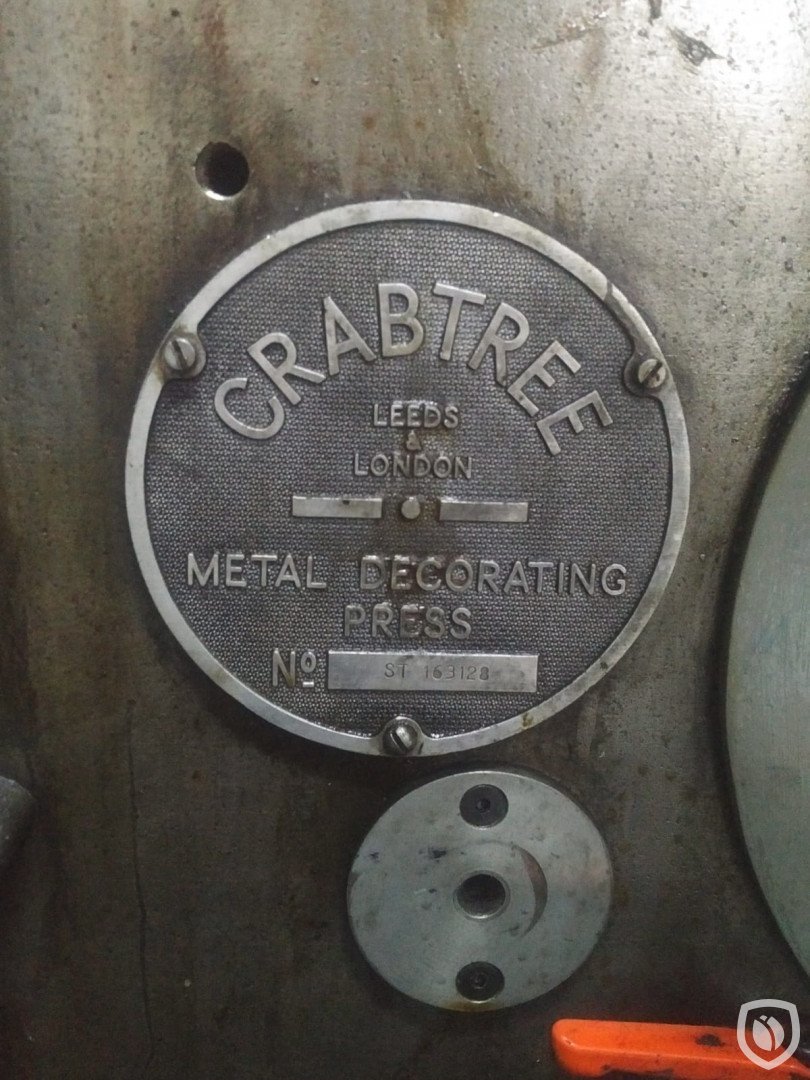 CRABTREE
LEEDS
&
LONDON
METAL DECORATING
PRESS
Nº ST 163128